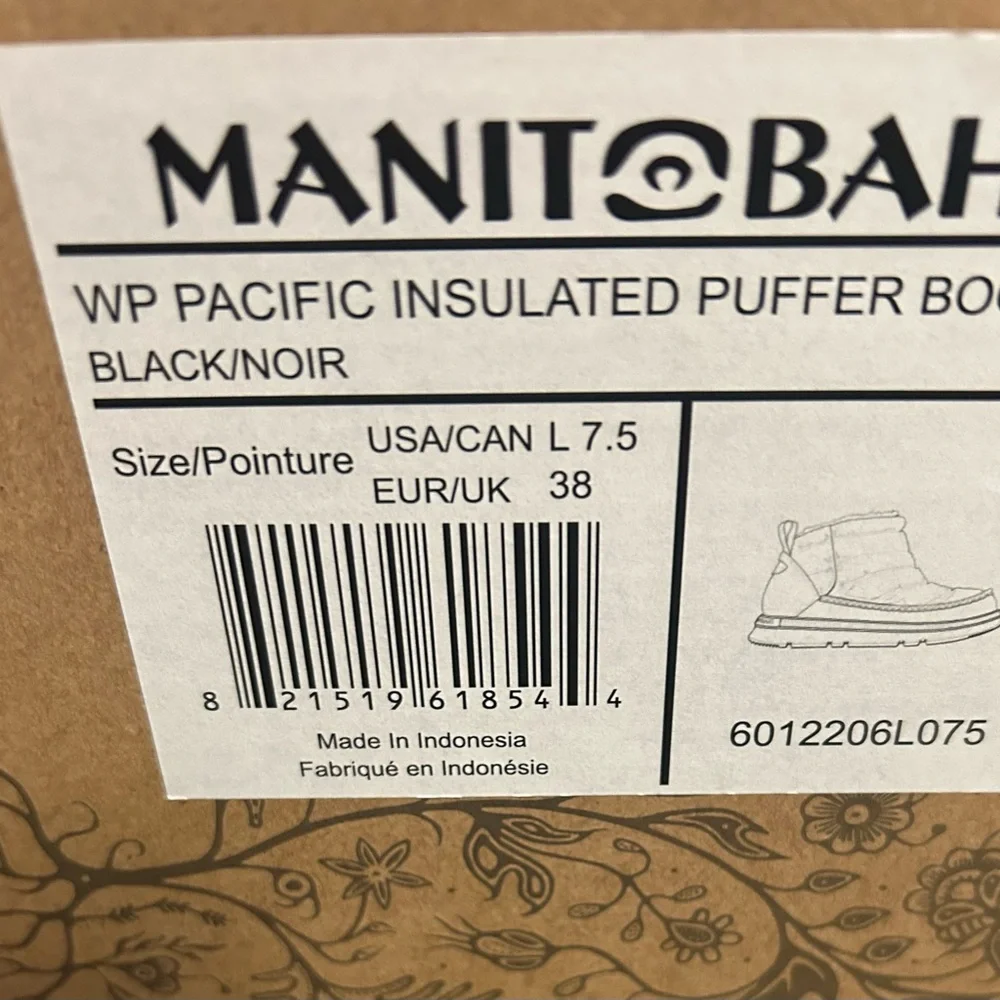 MANITOBAH
WP PACIFIC INSULATED PUFFER
BLACK/NOIR
Size/Pointure
USA/CAN L 7.5
EUR/UK 38
8 21519 61854 4
Made In Indonesia
Fabriqué en Indonésie
6012206L075